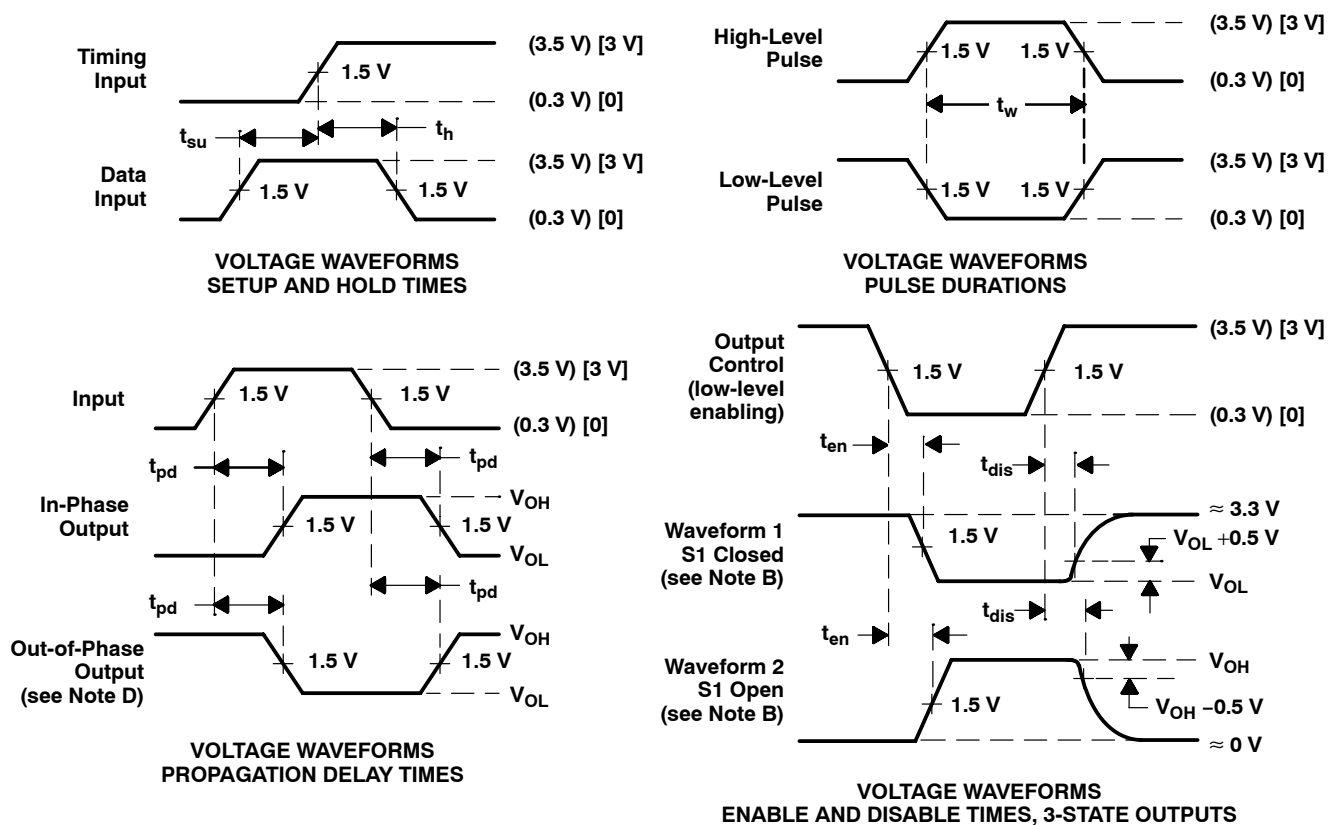 Timing
Input
1.5 V
(3.5 V) [3 V]
(0.3 V) [0]
tsu
th
Data
Input
1.5 V
1.5 V
(3.5 V) [3 V]
(0.3 V) [0]
VOLTAGE WAVEFORMS
SETUP AND HOLD TIMES
High-Level
Pulse
1.5 V
1.5 V
(3.5 V) [3 V]
(0.3 V) [0]
tw
Low-Level
Pulse
1.5 V
1.5 V
(3.5 V) [3 V]
(0.3 V) [0]
VOLTAGE WAVEFORMS
PULSE DURATIONS
Input
1.5 V
1.5 V
(3.5 V) [3 V]
(0.3 V) [0]
tpd
tpd
In-Phase
Output
1.5 V
1.5 V
VOH
VOL
tpd
tpd
Out-of-Phase
Output
(see Note D)
1.5 V
1.5 V
VOH
VOL
VOLTAGE WAVEFORMS
PROPAGATION DELAY TIMES
Output
Control
(low-level
enabling)
1.5 V
1.5 V
(3.5 V) [3 V]
(0.3 V) [0]
ten
tdis
Waveform 1
S1 Closed
(see Note B)
1.5 V
≈ 3.3 V
VOL +0.5 V
VOL
ten
tdis
Waveform 2
S1 Open
(see Note B)
1.5 V
VOH
VOH −0.5 V
≈ 0 V
VOLTAGE WAVEFORMS
ENABLE AND DISABLE TIMES, 3-STATE OUTPUTS